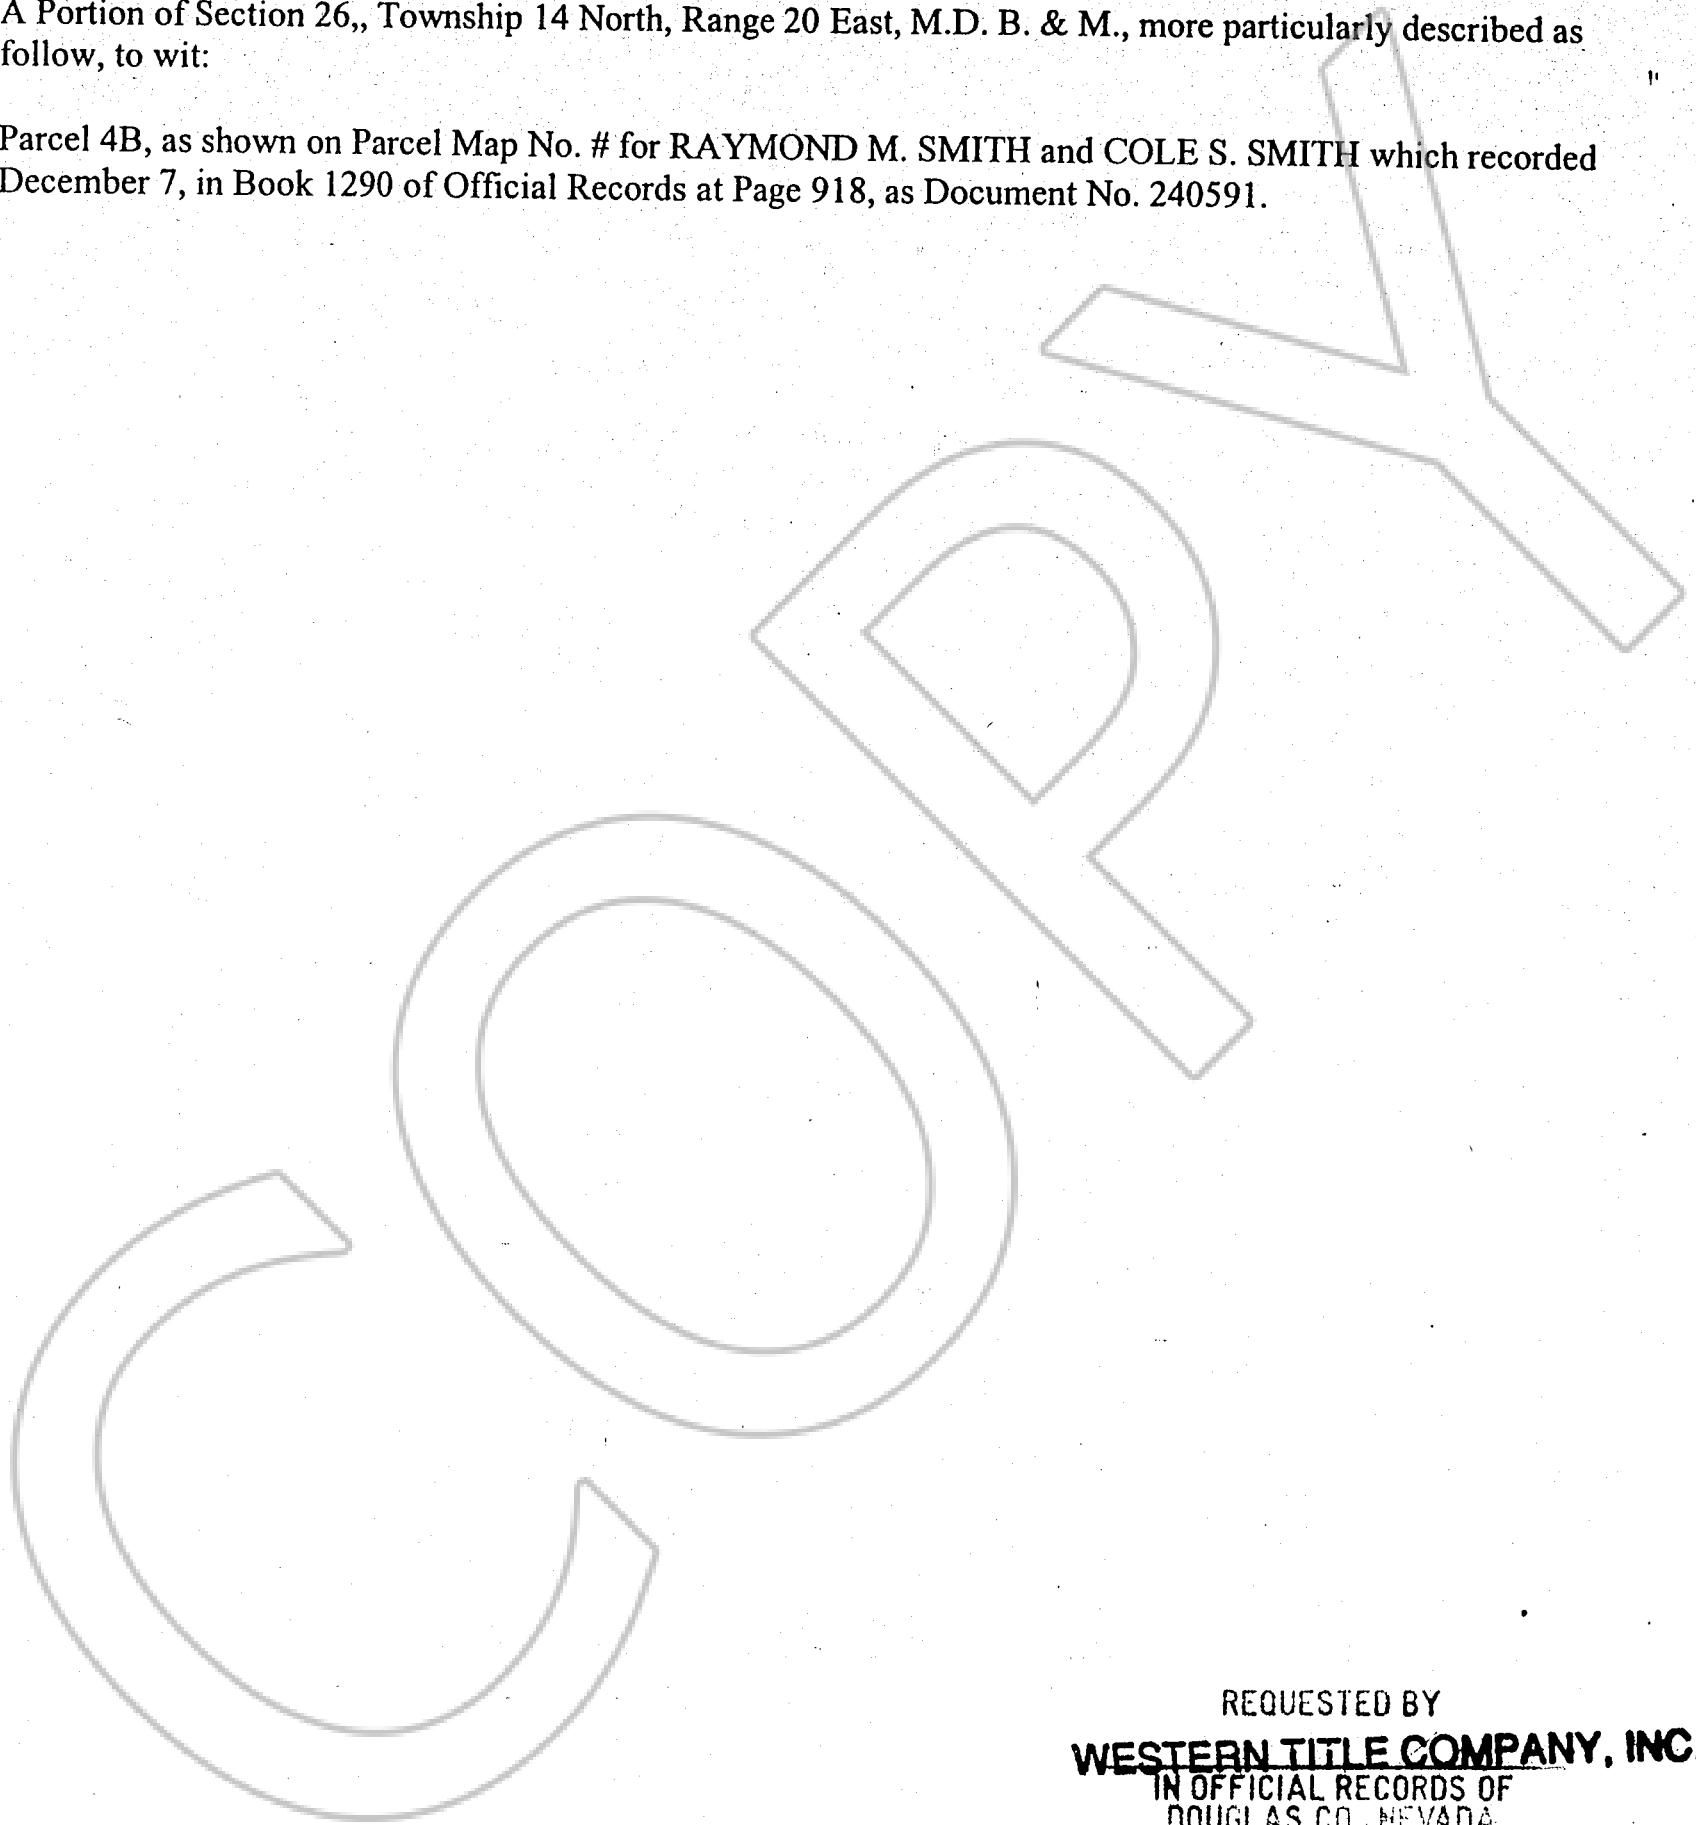 A Portion of Section 26,, Township 14 North, Range 20 East, M.D. B. & M., more particularly described as
follow, to wit:
Parcel 4B, as shown on Parcel Map No. # for RAYMOND M. SMITH and COLE S. SMITH which recorded
December 7, in Book 1290 of Official Records at Page 918, as Document No. 240591.
COPY
REQUESTED BY
WESTERN TITLE COMPANY, INC
IN OFFICIAL RECORDS OF
DOUGLAS CO., NEVADA